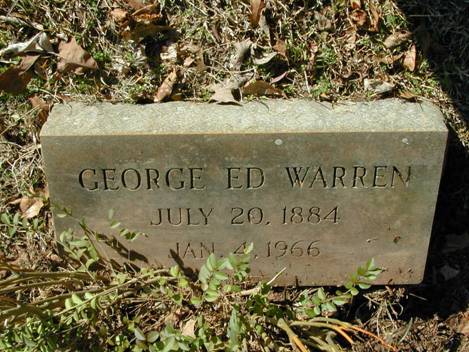 GEORGE ED WARREN
JULY 20, 1884
JAN 4, 1966